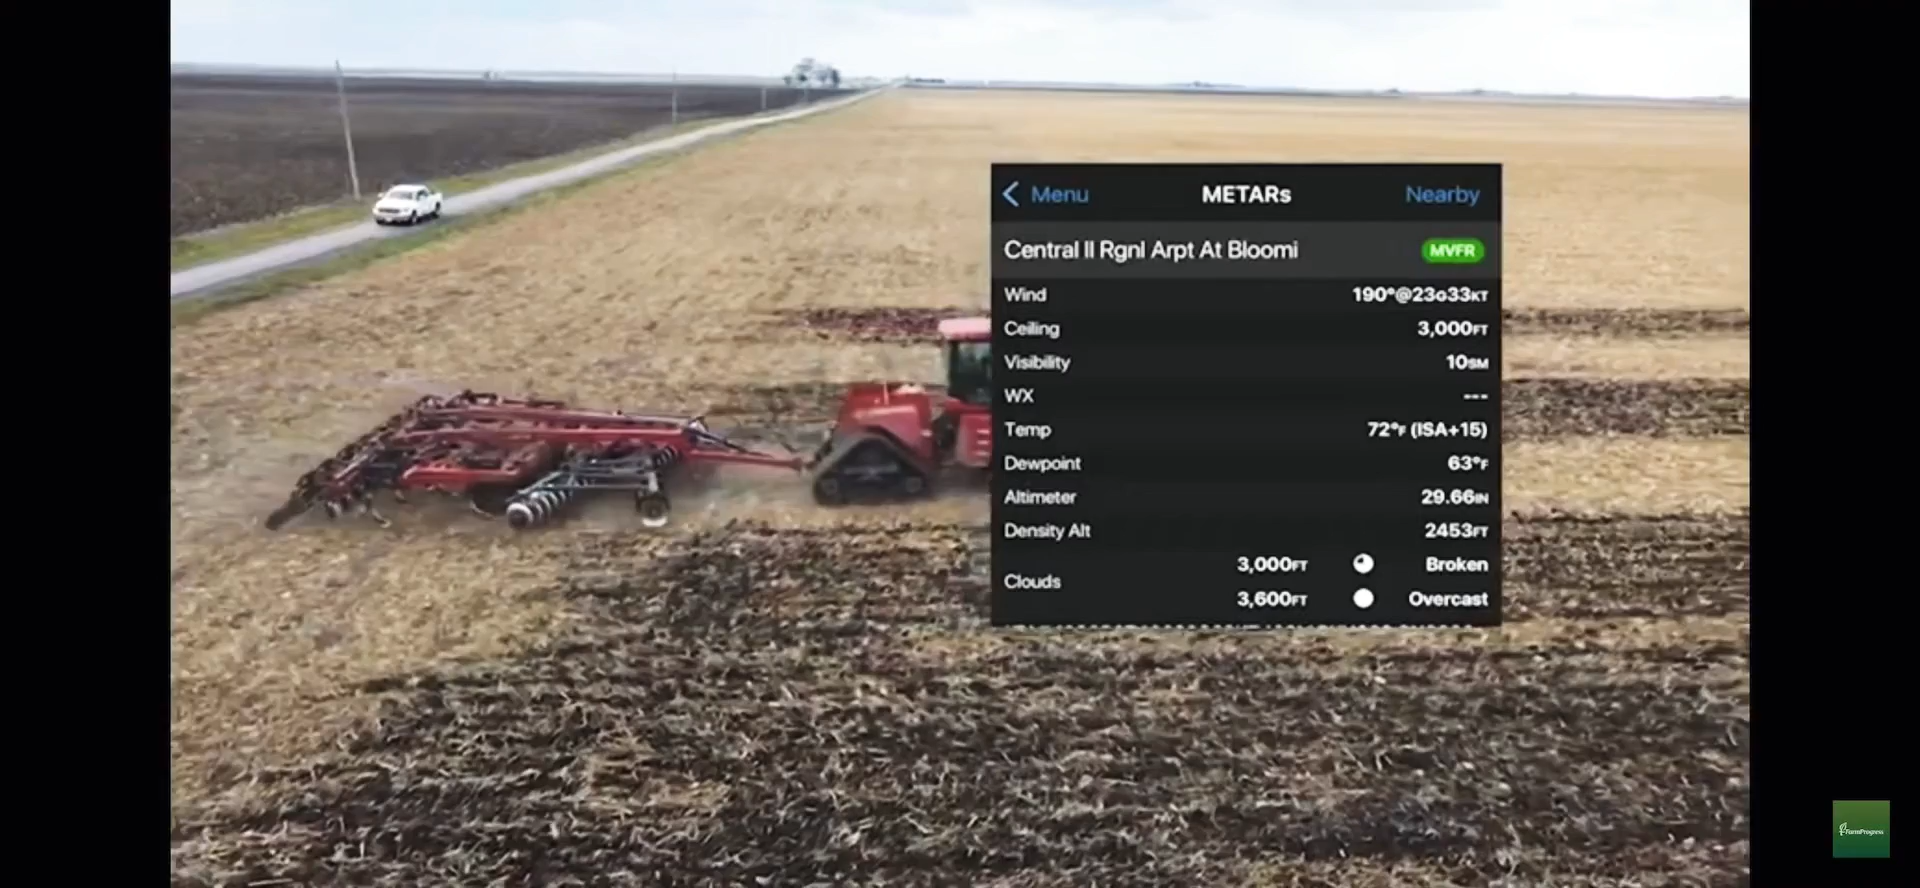 Menu METARs Nearby
Central Il Rgnl Arpt At Bloomi MVFR
Wind 190°@23G33KT
Ceiling 3,000FT
Visibility 10SM
WX ---
Temp 72°F (ISA+15)
Dewpoint 63°F
Altimeter 29.66IN
Density Alt 2453FT
Clouds
3,000FT Broken
3,600FT Overcast
FarmProgress